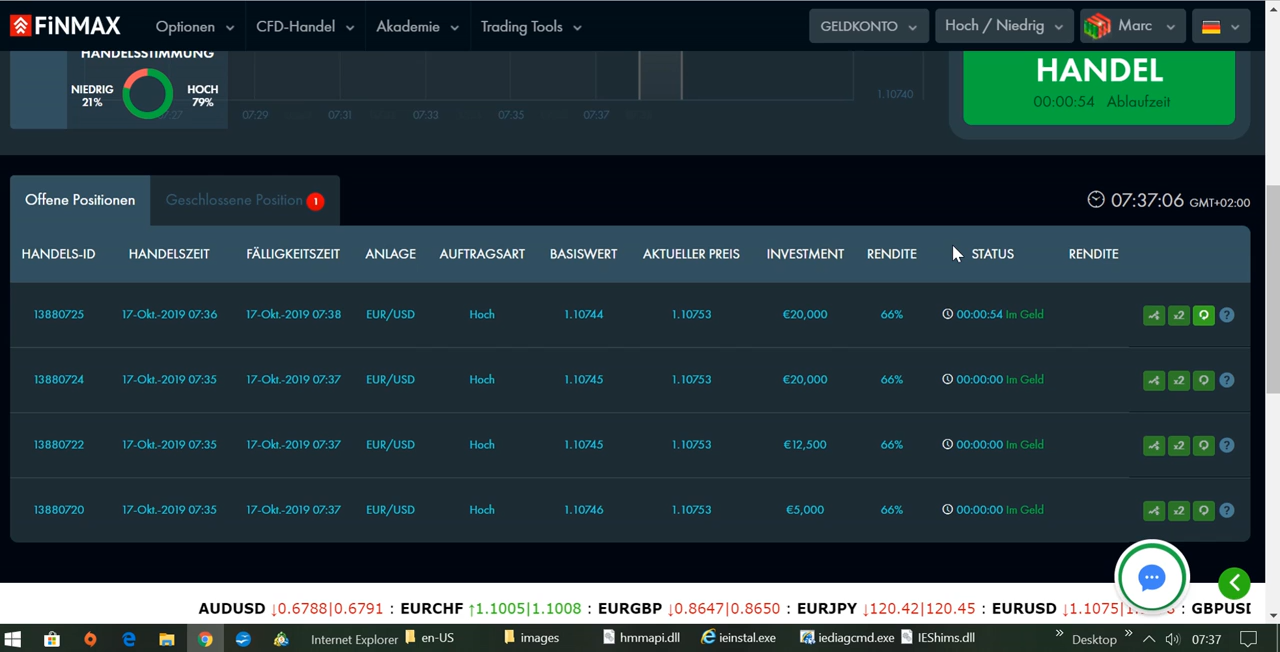 FiNMAX Optionen CFD-Handel Akademie Trading Tools GELDKONTO Hoch / Niedrig Marc
HANDELSSTIMMUNG
NIEDRIG 21%
HOCH 79%
07:27 07:29 07:31 07:33 07:35 07:37
1.10740
HANDEL
00:00:54 Ablaufzeit
Offene Positionen Geschlossene Position 1 07:37:06 GMT+02:00
HANDELS-ID HANDELSZEIT FÄLLIGKEITSZEIT ANLAGE AUFTRAGSART BASISWERT AKTUELLER PREIS INVESTMENT RENDITE STATUS RENDITE
13880725 17-Okt.-2019 07:36 17-Okt.-2019 07:38 EUR/USD Hoch 1.10744 1.10753 €20,000 66% 00:00:54 Im Geld x2 ?
13880724 17-Okt.-2019 07:35 17-Okt.-2019 07:37 EUR/USD Hoch 1.10745 1.10753 €20,000 66% 00:00:00 Im Geld x2 ?
13880722 17-Okt.-2019 07:35 17-Okt.-2019 07:37 EUR/USD Hoch 1.10745 1.10753 €12,500 66% 00:00:00 Im Geld x2 ?
13880720 17-Okt.-2019 07:35 17-Okt.-2019 07:37 EUR/USD Hoch 1.10746 1.10753 €5,000 66% 00:00:00 Im Geld x2 ?
AUDUSD ↓0.6788|0.6791 : EURCHF ↑1.1005|1.1008 : EURGBP ↓0.8647|0.8650 : EURJPY ↓120.42|120.45 : EURUSD ↓1.1075| : GBPUSD
Internet Explorer en-US images hmmapi.dll ieinstal.exe iediagcmd.exe IEShims.dll » Desktop » 07:37